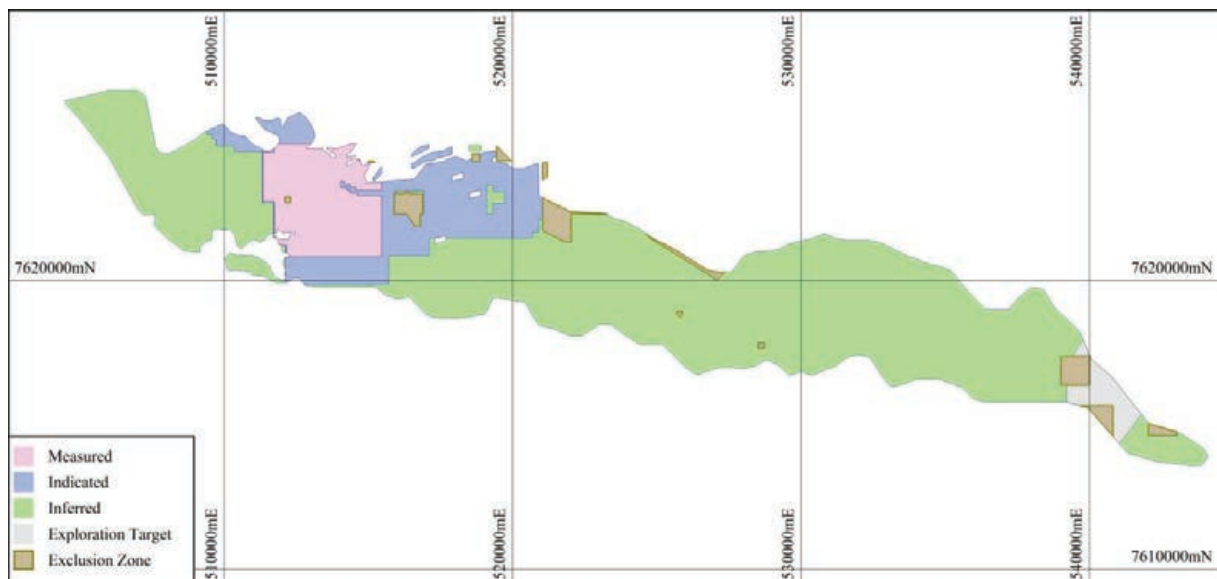 510000mE
520000mE
530000mE
540000mE
7620000mN
7620000mN
Measured
Indicated
Inferred
Exploration Target
Exclusion Zone
510000mE
520000mE
530000mE
540000mE
7610000mN